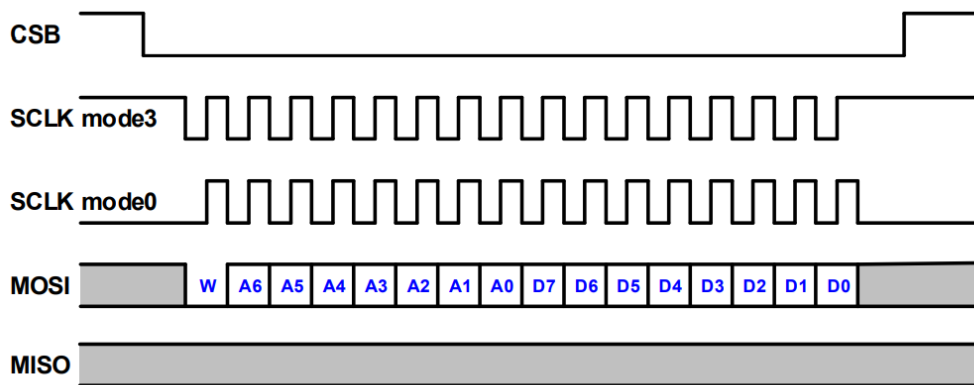 CSB
SCLK mode3
SCLK mode0
MOSI W A6 A5 A4 A3 A2 A1 A0 D7 D6 D5 D4 D3 D2 D1 D0
MISO